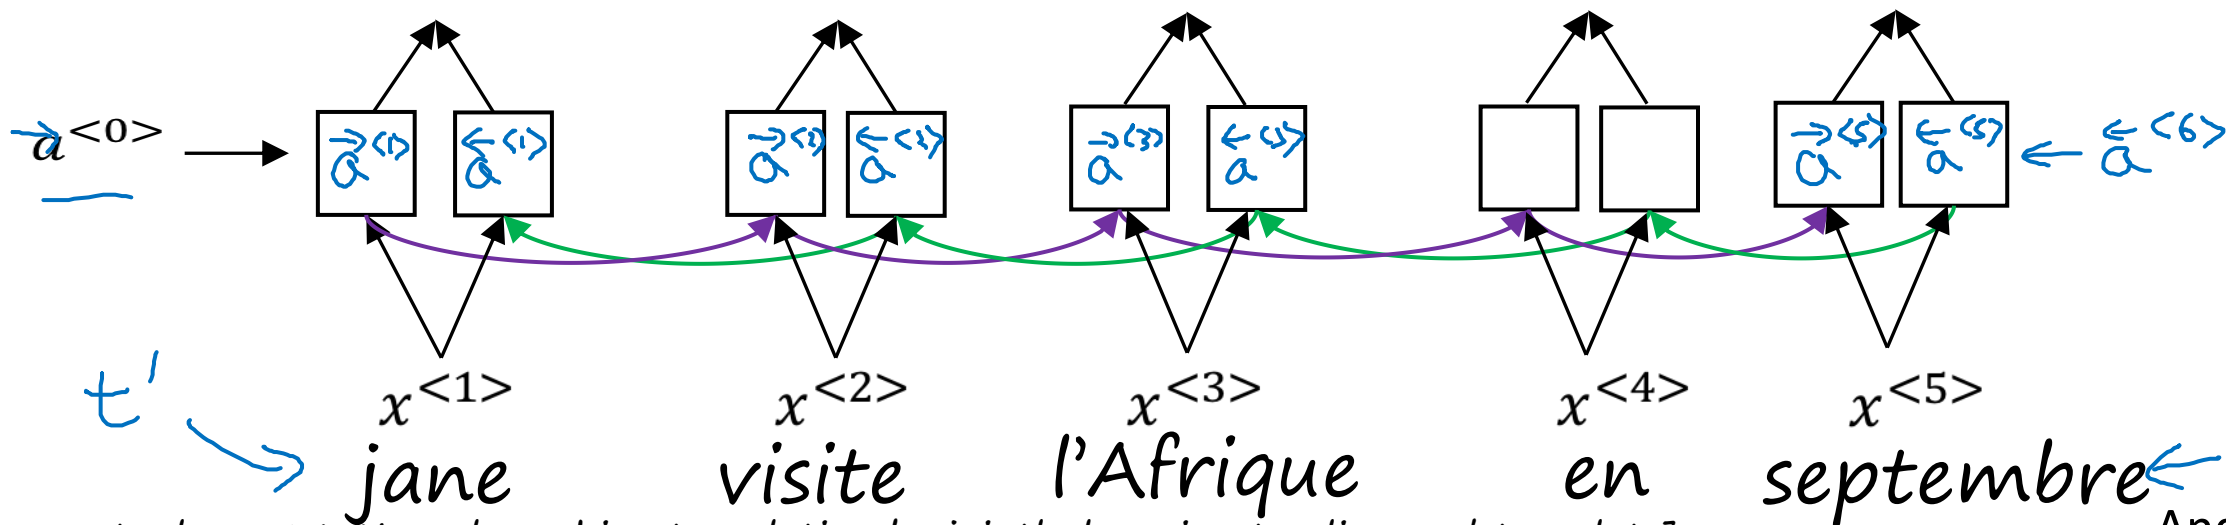 →a<0> →a<1> ←a<1> →a<2> ←a<2> →a<3> ←a<3> →a<5> ←a<5> ←a<6>
t'
x<1> x<2> x<3> x<4> x<5>
jane visite l'Afrique en septembre